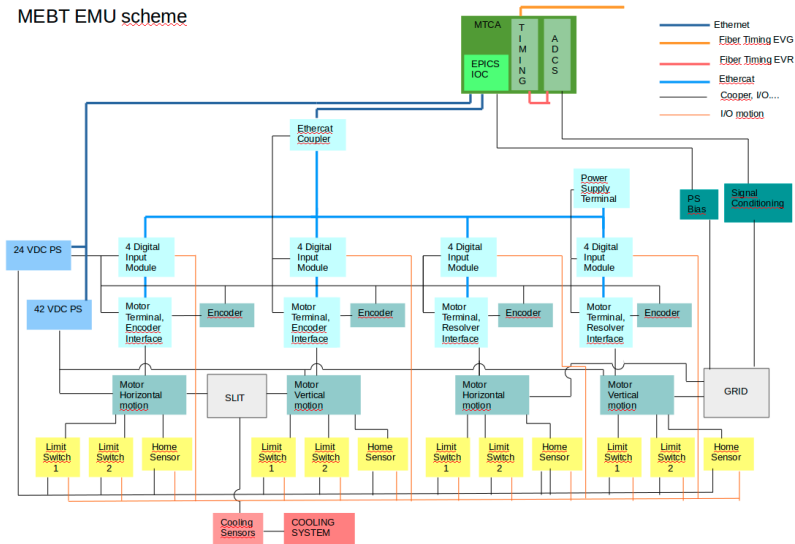 MEBT EMU scheme
MTCA
T
I
M
I
N
G
A
D
C
S
EPICS
IOC
Ethernet
Fiber Timing EVG
Fiber Timing EVR
Ethercat
Cooper, I/O....
I/O motion
Ethercat
Coupler
Power
Supply
Terminal
PS
Bias
Signal
Conditioning
24 VDC PS
4 Digital
Input
Module
4 Digital
Input
Module
4 Digital
Input
Module
4 Digital
Input
Module
42 VDC PS
Motor
Terminal,
Encoder
Interface
Encoder
Motor
Terminal,
Encoder
Interface
Encoder
Motor
Terminal,
Resolver
Interface
Encoder
Motor
Terminal,
Resolver
Interface
Encoder
Motor
Horizontal
motion
SLIT
Motor
Vertical
motion
Motor
Horizontal
motion
Motor
Vertical
motion
GRID
Limit
Switch
1
Limit
Switch
2
Home
Sensor
Limit
Switch
1
Limit
Switch
2
Home
Sensor
Limit
Switch
1
Limit
Switch
2
Home
Sensor
Limit
Switch
1
Limit
Switch
2
Home
Sensor
Cooling
Sensors
COOLING
SYSTEM